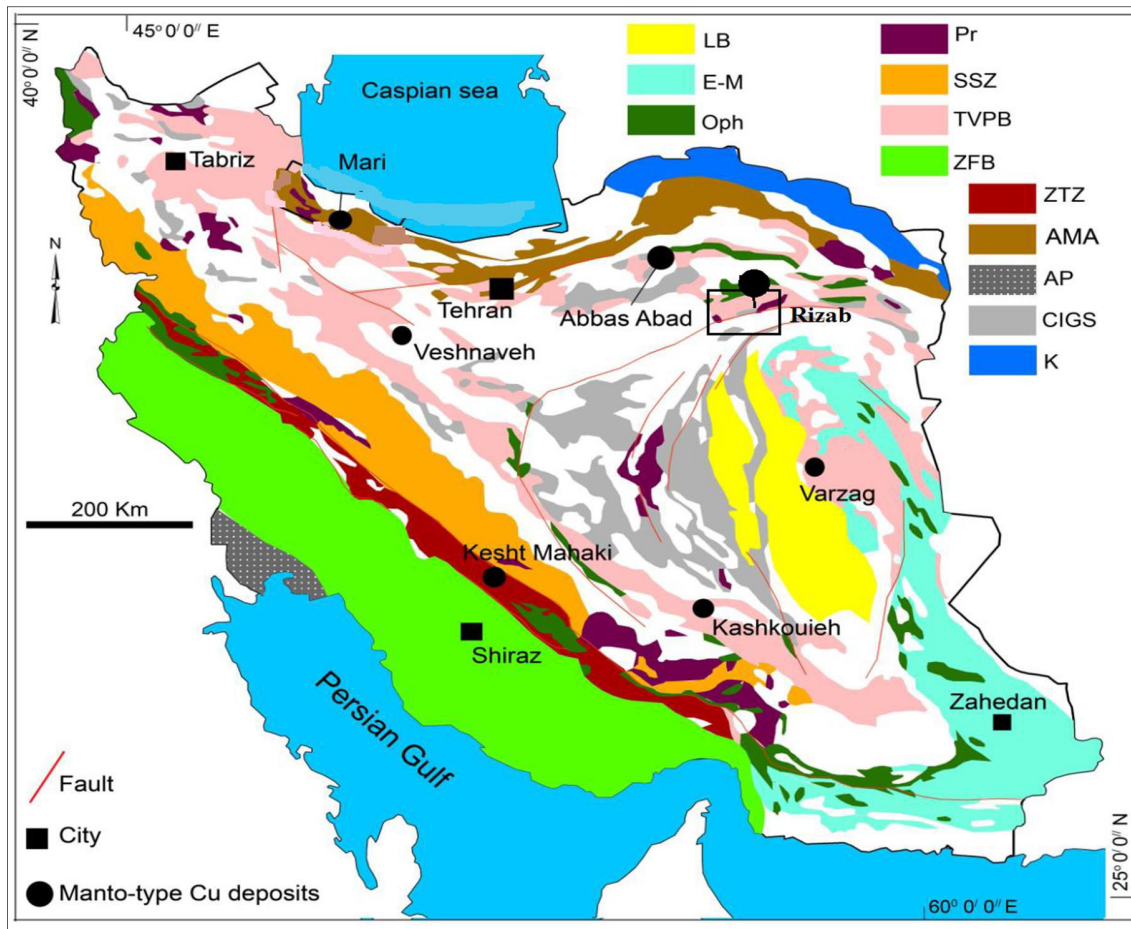 45° 0/ 0// E
40° 0/ 0// N
LB
E-M
Oph
Pr
SSZ
TVPB
ZFB
ZTZ
AMA
AP
CIGS
K
Caspian sea
Tabriz
Mari
N
Tehran
Abbas Abad
Rizab
Veshnaveh
Varzag
200 Km
Kesht Mahaki
Kashkouieh
Shiraz
Zahedan
Persian Gulf
Fault
City
Manto-type Cu deposits
60° 0/ 0// E
25° 0/ 0// N